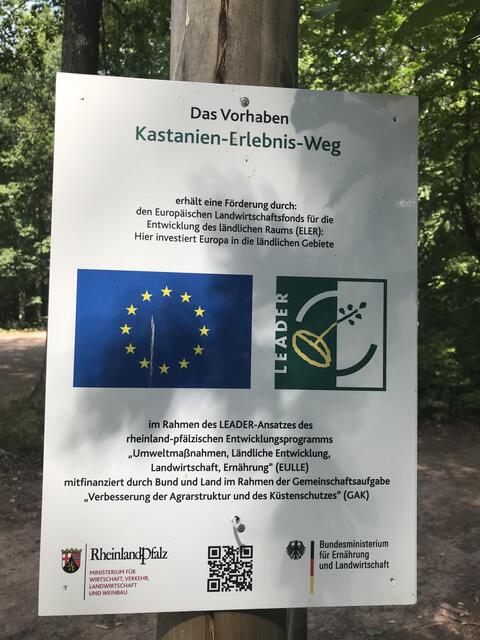 Das Vorhaben
Kastanien-Erlebnis-Weg
erhält eine Förderung durch:
den Europäischen Landwirtschaftsfonds für die
Entwicklung des ländlichen Raums (ELER):
Hier investiert Europa in die ländlichen Gebiete
LEADER
im Rahmen des LEADER-Ansatzes des
rheinland-pfälzischen Entwicklungsprogramms
„Umweltmaßnahmen, Ländliche Entwicklung,
Landwirtschaft, Ernährung" (EULLE)
mitfinanziert durch Bund und Land im Rahmen der Gemeinschaftsaufgabe
„Verbesserung der Agrarstruktur und des Küstenschutzes" (GAK)
RheinlandPfalz
MINISTERIUM FÜR
WIRTSCHAFT, VERKEHR,
LANDWIRTSCHAFT
UND WEINBAU
Bundesministerium
für Ernährung
und Landwirtschaft